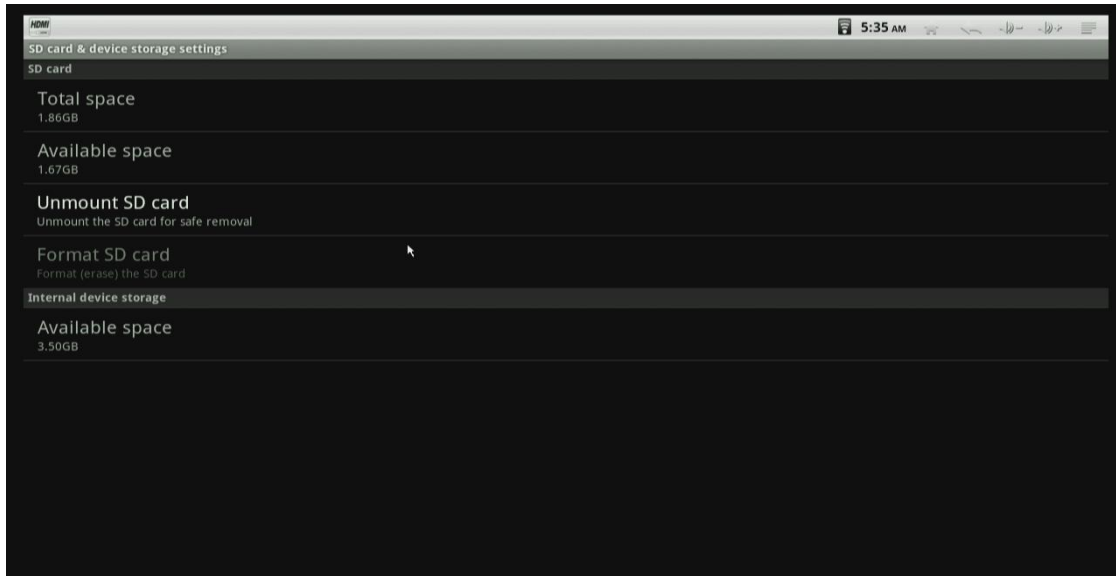 HDMI
5:35 AM
SD card & device storage settings
SD card
Total space
1.86GB
Available space
1.67GB
Unmount SD card
Unmount the SD card for safe removal
Format SD card
Format (erase) the SD card
Internal device storage
Available space
3.50GB